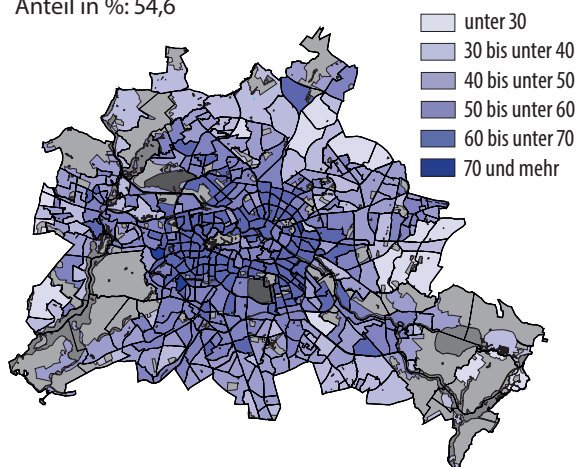 Anteil in %: 54,6
unter 30
30 bis unter 40
40 bis unter 50
50 bis unter 60
60 bis unter 70
70 und mehr